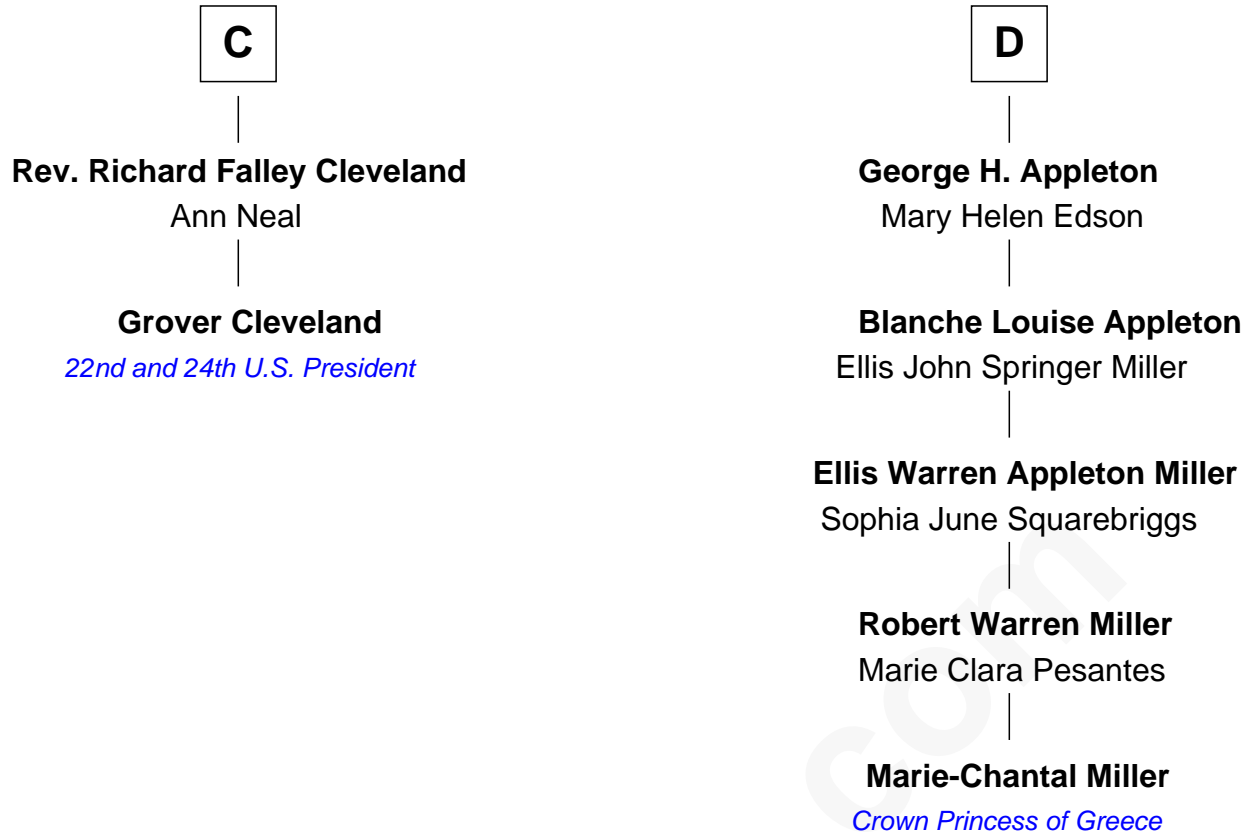 C
Rev. Richard Falley Cleveland
Ann Neal
Grover Cleveland
22nd and 24th U.S. President
D
George H. Appleton
Mary Helen Edson
Blanche Louise Appleton
Ellis John Springer Miller
Ellis Warren Appleton Miller
Sophia June Squarebriggs
Robert Warren Miller
Marie Clara Pesantes
Marie-Chantal Miller
Crown Princess of Greece
com